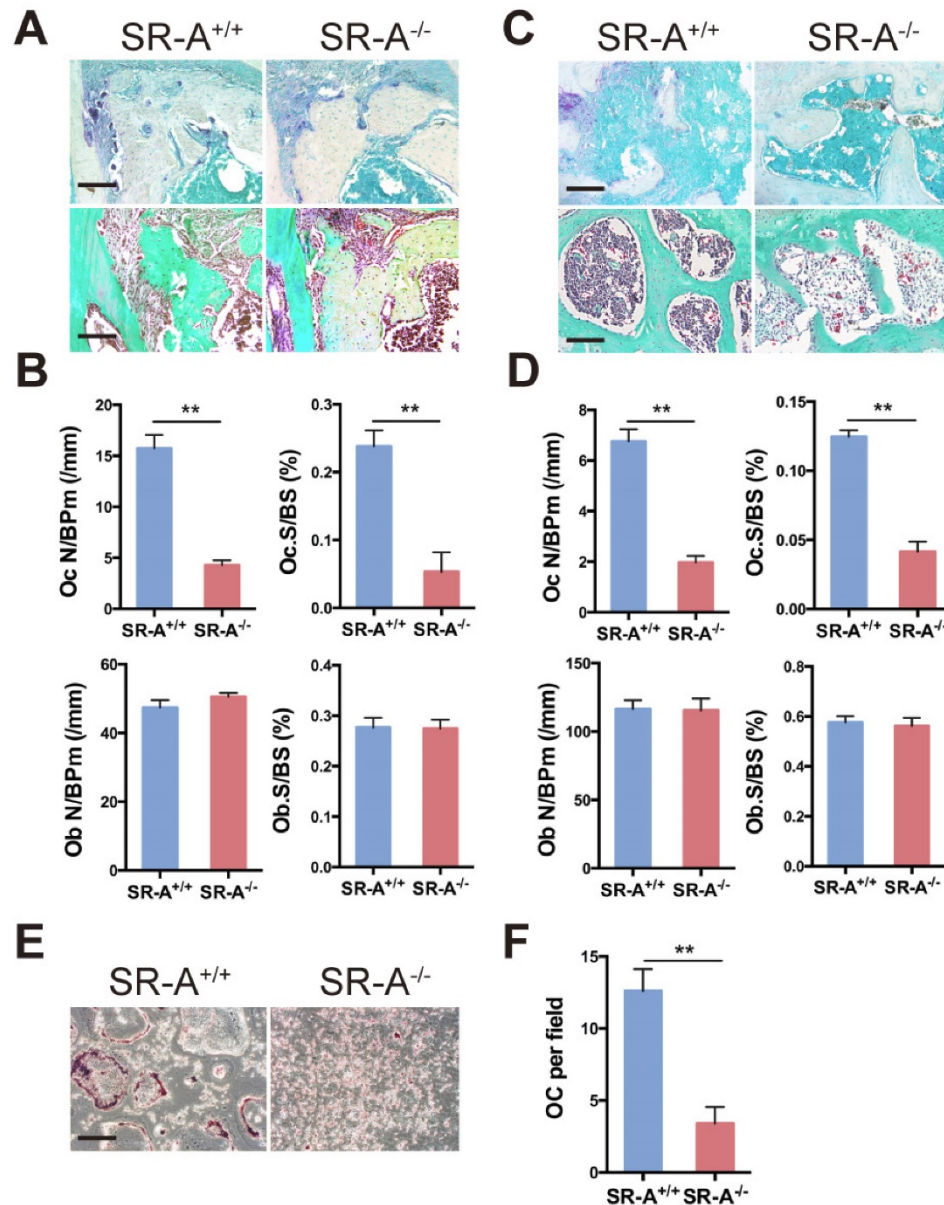 A
SR-A+/+ SR-A-/-
C
SR-A+/+ SR-A-/-
B
Oc N/BPm (/mm)
20
15
10
5
0
**
SR-A+/+ SR-A-/-
Oc.S/BS (%)
0.3
0.2
0.1
0.0
**
SR-A+/+ SR-A-/-
Ob N/BPm (/mm)
60
40
20
0
SR-A+/+ SR-A-/-
Ob.S/BS (%)
0.4
0.3
0.2
0.1
0.0
SR-A+/+ SR-A-/-
D
Oc N/BPm (/mm)
8
6
4
2
0
**
SR-A+/+ SR-A-/-
Oc.S/BS (%)
0.15
0.10
0.05
0.00
**
SR-A+/+ SR-A-/-
Ob N/BPm (/mm)
150
100
50
0
SR-A+/+ SR-A-/-
Ob.S/BS (%)
0.8
0.6
0.4
0.2
0.0
SR-A+/+ SR-A-/-
E
SR-A+/+ SR-A-/-
F
OC per field
15
10
5
0
**
SR-A+/+ SR-A-/-